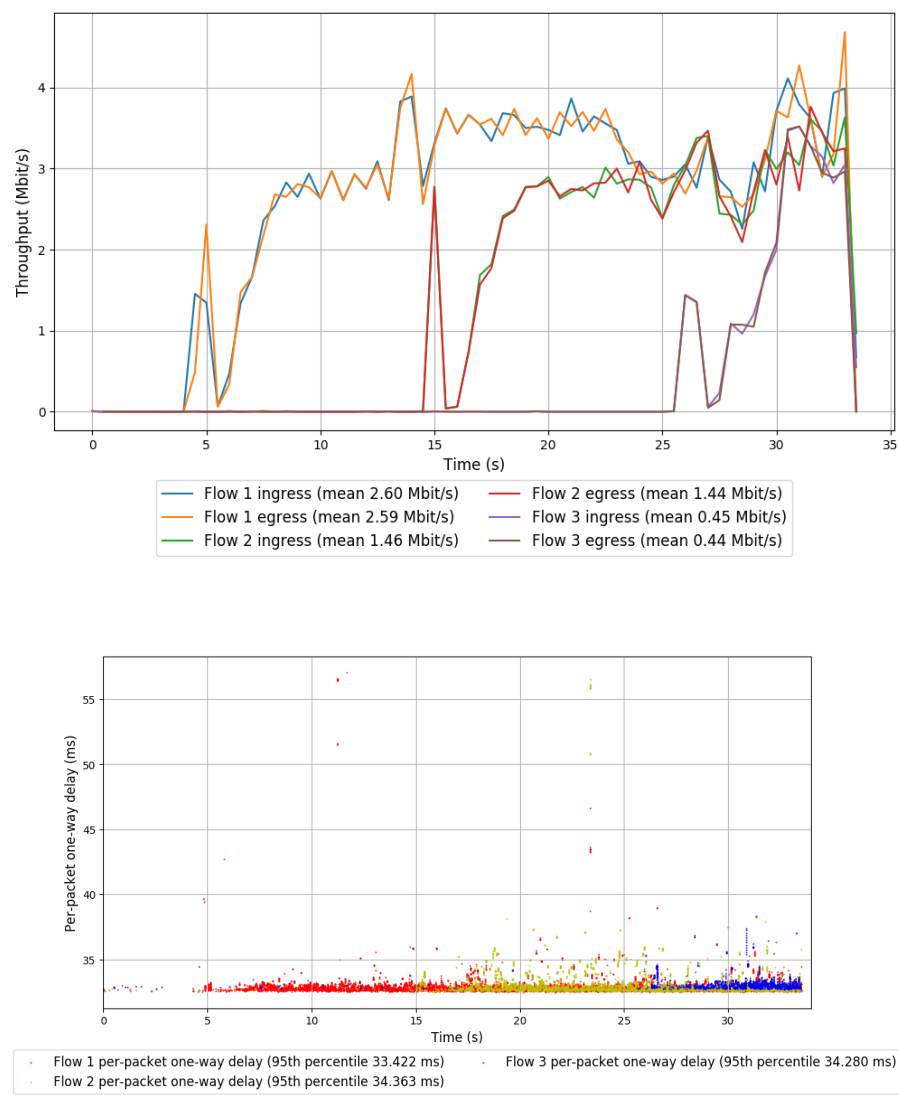 4
3
2
1
0
Throughput (Mbit/s)
0 5 10 15 20 25 30 35
Time (s)
Flow 1 ingress (mean 2.60 Mbit/s)
Flow 1 egress (mean 2.59 Mbit/s)
Flow 2 ingress (mean 1.46 Mbit/s)
Flow 2 egress (mean 1.44 Mbit/s)
Flow 3 ingress (mean 0.45 Mbit/s)
Flow 3 egress (mean 0.44 Mbit/s)
55
50
45
40
35
Per-packet one-way delay (ms)
0 5 10 15 20 25 30
Time (s)
Flow 1 per-packet one-way delay (95th percentile 33.422 ms)
Flow 2 per-packet one-way delay (95th percentile 34.363 ms)
Flow 3 per-packet one-way delay (95th percentile 34.280 ms)